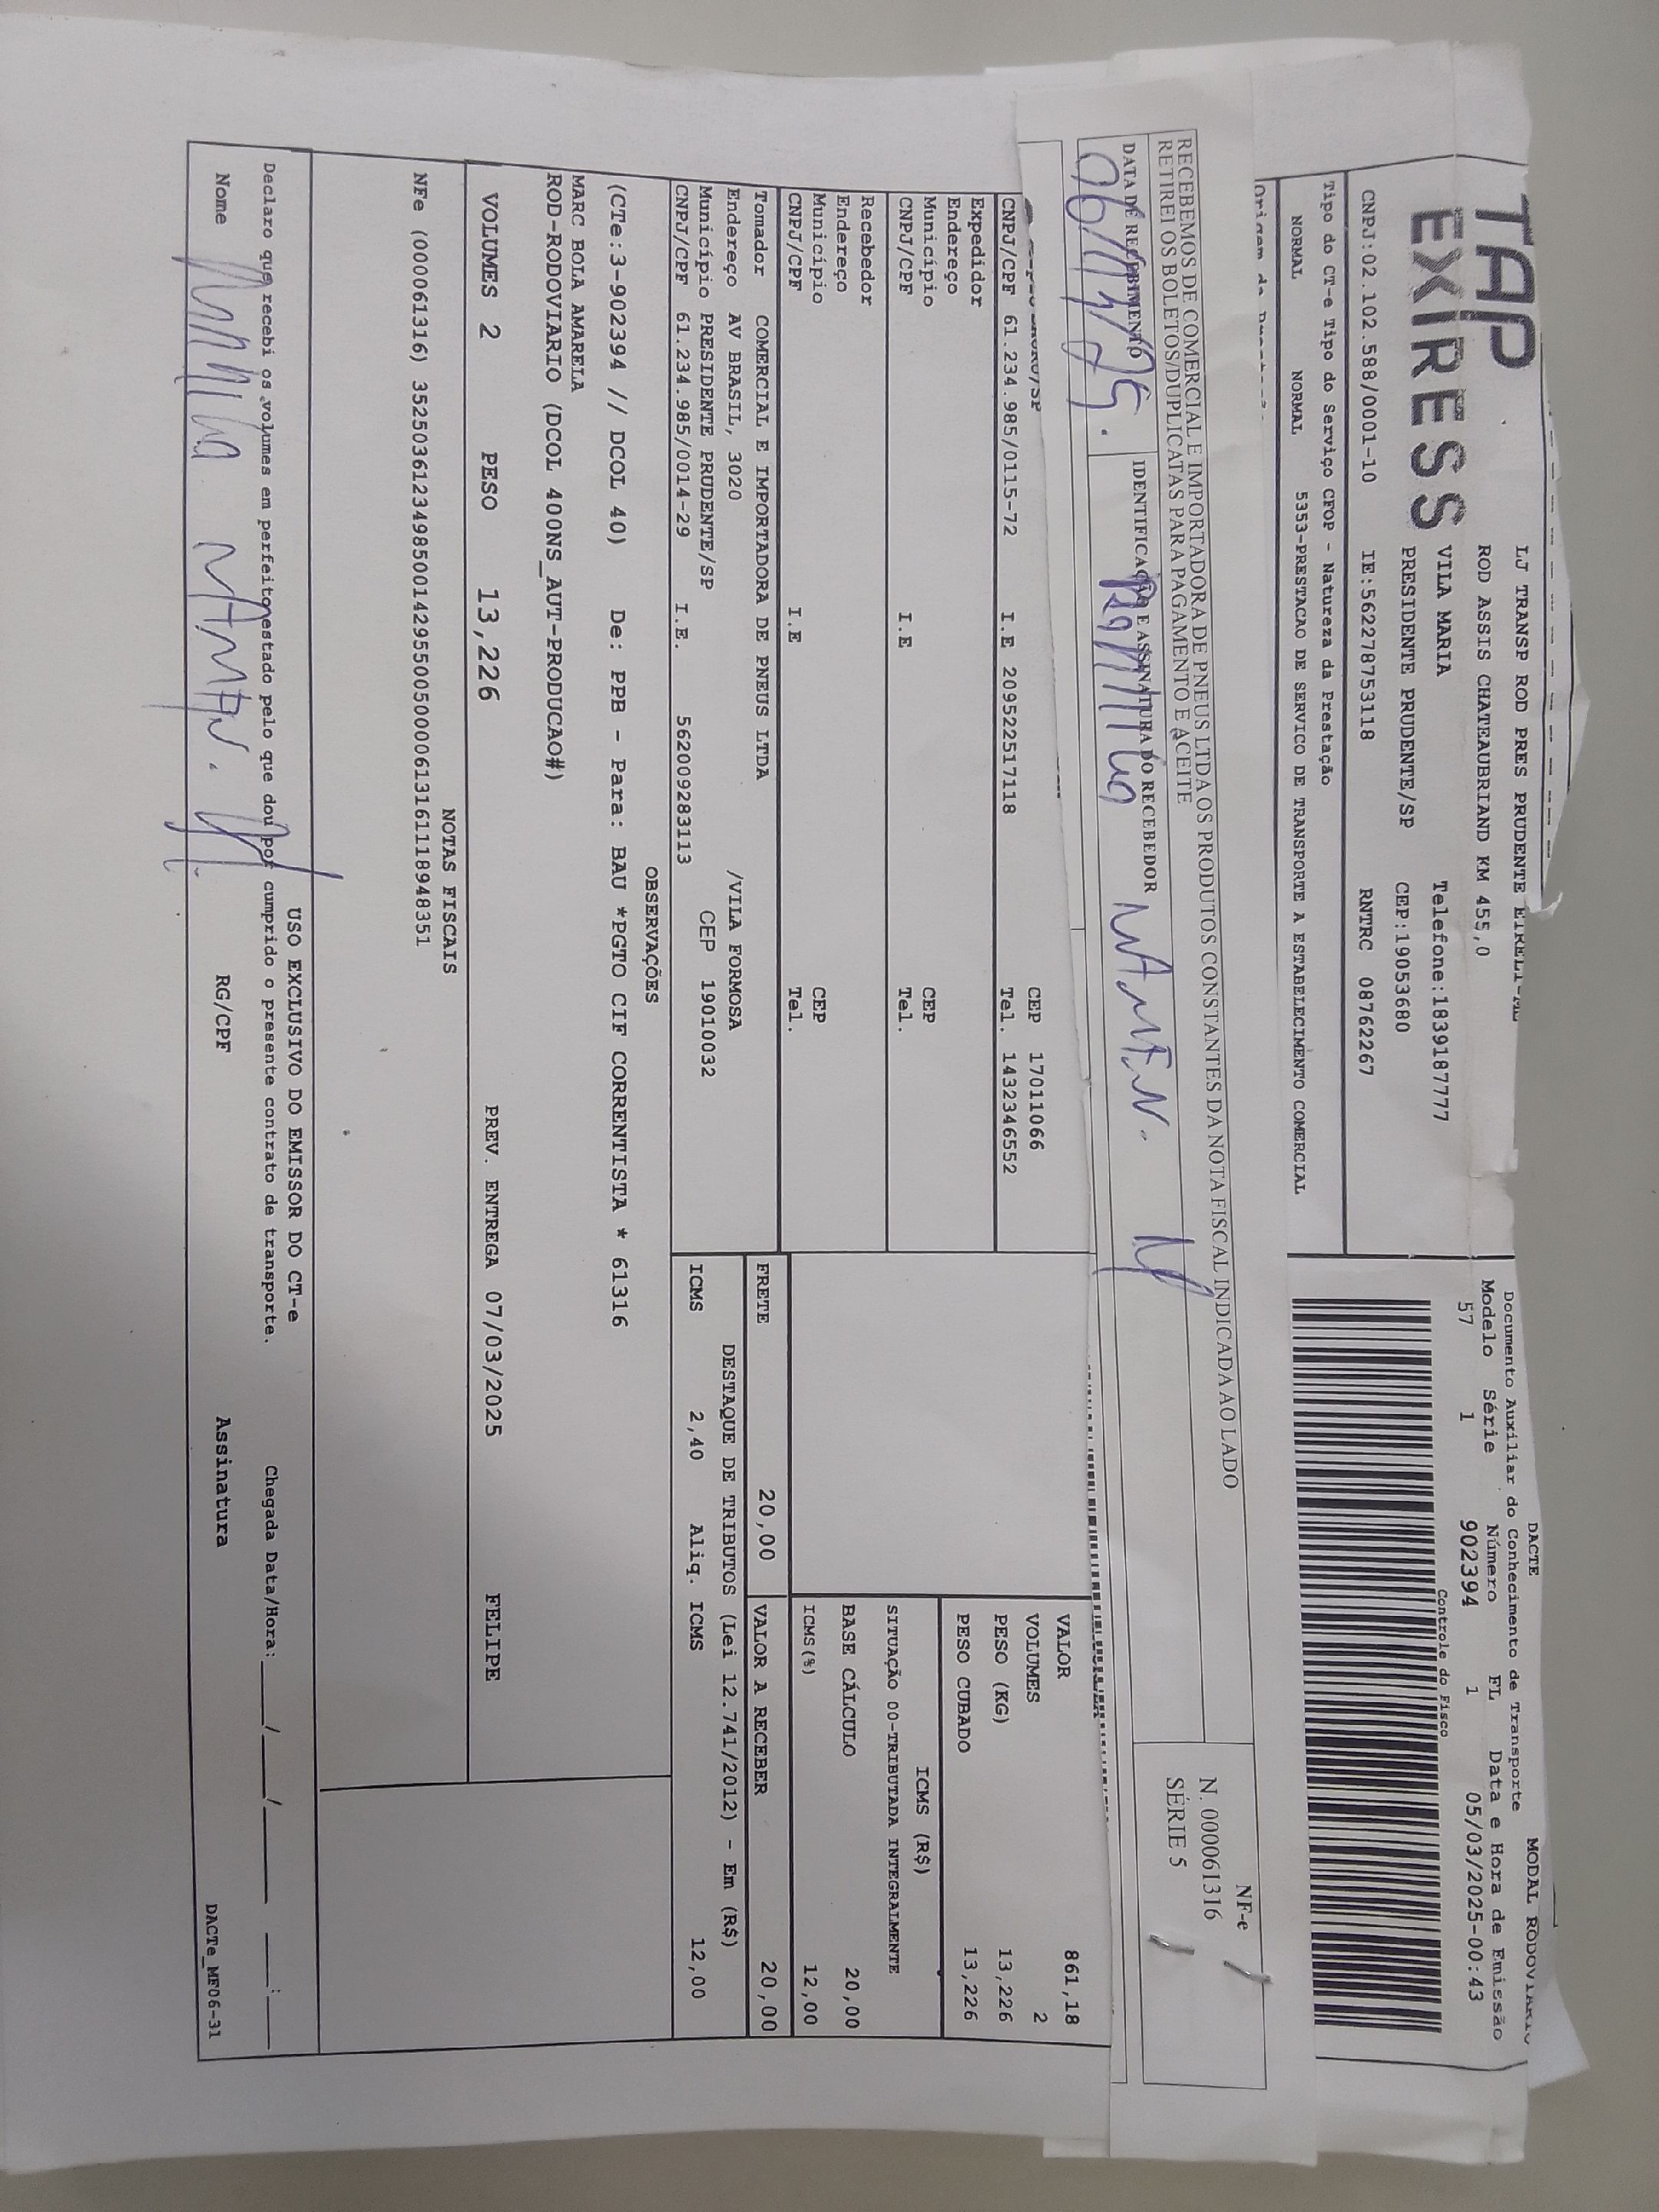 TAP
EXPRESS
LJ TRANSP ROD PRES PRUDENTE EIRELI-ME
ROD ASSIS CHATEAUBRIAND KM 455,0
VILA MARIA Telefone:1839187777
PRESIDENTE PRUDENTE/SP CEP:19053680
CNPJ:02.102.588/0001-10 IE:562278753118 RNTRC 08762267
DACTE MODAL RODOVIARIO
Documento Auxiliar do Conhecimento de Transporte
Modelo Série Número FL Data e Hora de Emissão
57 1 902394 1 05/03/2025-00:43
Controle do Fisco
Tipo do CT-e Tipo do Serviço CFOP - Natureza da Prestação
NORMAL NORMAL 5353-PRESTACAO DE SERVICO DE TRANSPORTE A ESTABELECIMENTO COMERCIAL
RECEBEMOS DE COMERCIAL E IMPORTADORA DE PNEUS LTDA OS PRODUTOS CONSTANTES DA NOTA FISCAL INDICADA AO LADO
RETIREI OS BOLETOS/DUPLICATAS PARA PAGAMENTO E ACEITE
DATA DE RECEBIMENTO IDENTIFICAÇÃO E ASSINATURA DO RECEBEDOR
NF-e
N. 000061316
SÉRIE 5
CEP 17011066
CNPJ/CPF 61.234.985/0115-72 I.E 209522517118 Tel. 1432346552
Expedidor
Endereço
Município CEP
CNPJ/CPF I.E Tel.
Recebedor
Endereço
Município CEP
CNPJ/CPF I.E Tel.
VALOR 861,18
VOLUMES 2
PESO (KG) 13,226
PESO CUBADO 13,226
ICMS (R$)
SITUAÇÃO 00-TRIBUTADA INTEGRALMENTE
BASE CÁLCULO 20,00
ICMS(%) 12,00
Tomador COMERCIAL E IMPORTADORA DE PNEUS LTDA
Endereço AV BRASIL, 3020 /VILA FORMOSA
Município PRESIDENTE PRUDENTE/SP CEP 19010032
CNPJ/CPF 61.234.985/0014-29 I.E. 562009283113
FRETE 20,00 VALOR A RECEBER 20,00
DESTAQUE DE TRIBUTOS (Lei 12.741/2012) - Em (R$)
ICMS 2,40 Aliq. ICMS 12,00
OBSERVAÇÕES
(CTe:3-902394 // DCOL 40) De: PPB - Para: BAU *PGTO CIF CORRENTISTA * 61316
MARC BOLA AMARELA
ROD-RODOVIARIO (DCOL 400NS_AUT-PRODUCAO#)
VOLUMES 2 PESO 13,226 PREV. ENTREGA 07/03/2025 FELIPE
NOTAS FISCAIS
NFe (000061316) 35250361234985001429550050000613161118948351
USO EXCLUSIVO DO EMISSOR DO CT-e
Declaro que recebi os volumes em perfeito estado pelo que dou por cumprido o presente contrato de transporte. Chegada Data/Hora:____/____/______ ____:____
Nome RG/CPF Assinatura
DACTe_MF06-31